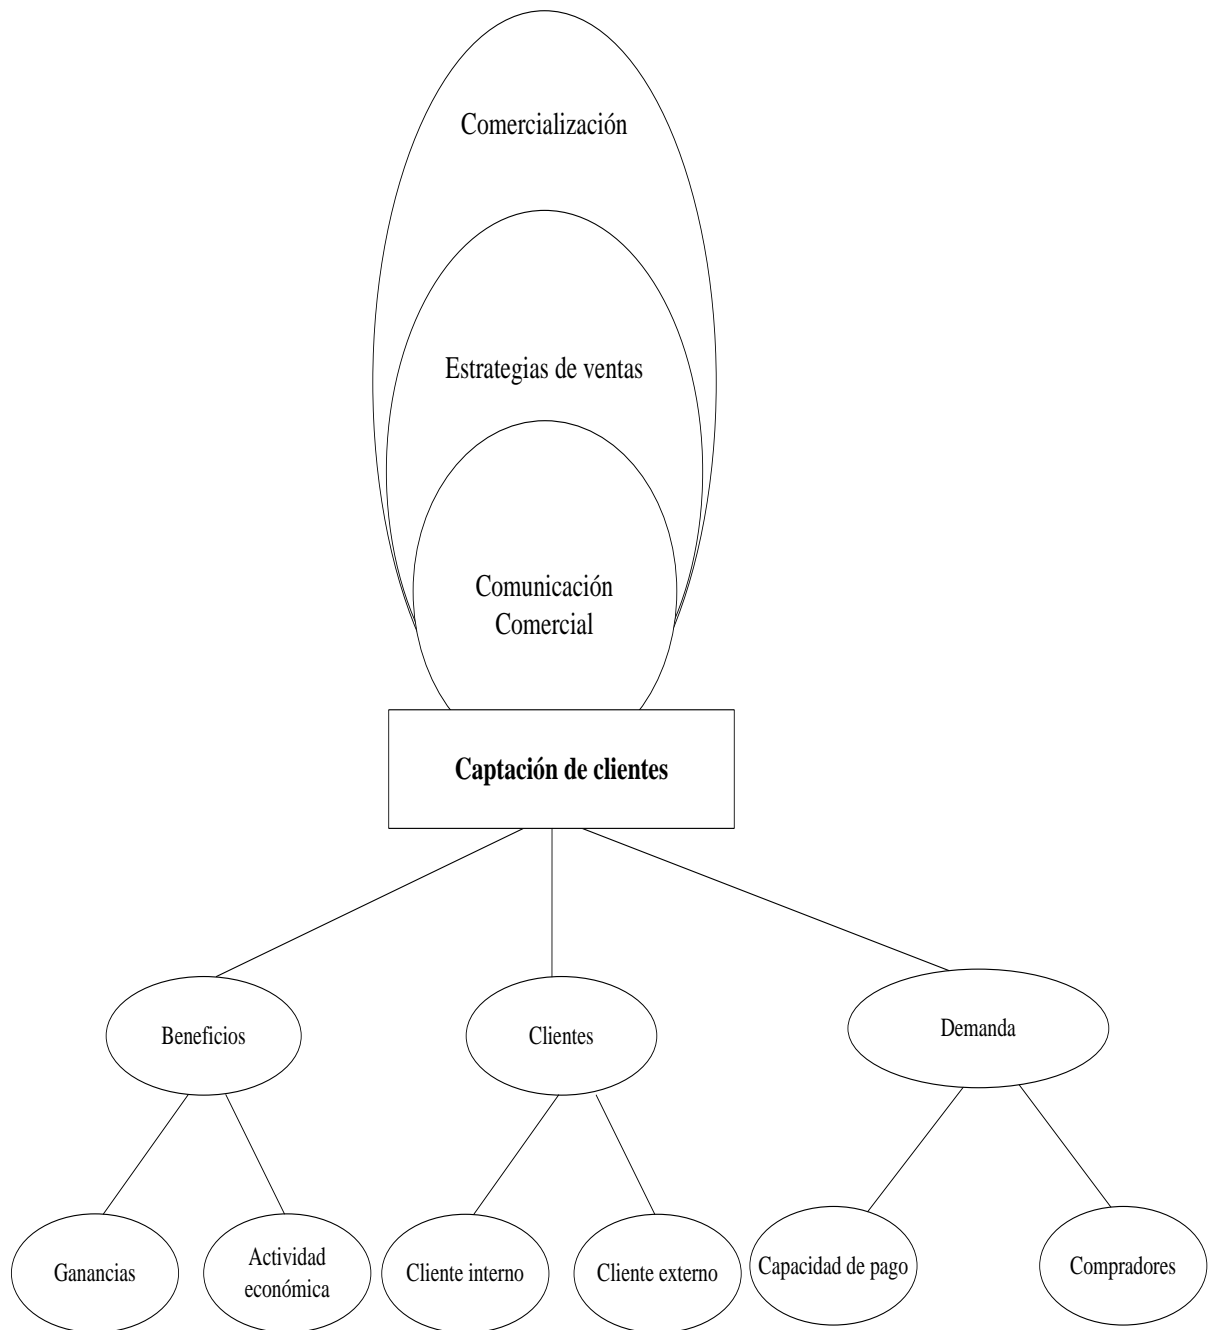 Comercialización
Estrategias de ventas
Comunicación
Comercial
Captación de clientes
Beneficios
Clientes
Demanda
Ganancias
Actividad
económica
Cliente interno
Cliente externo
Capacidad de pago
Compradores